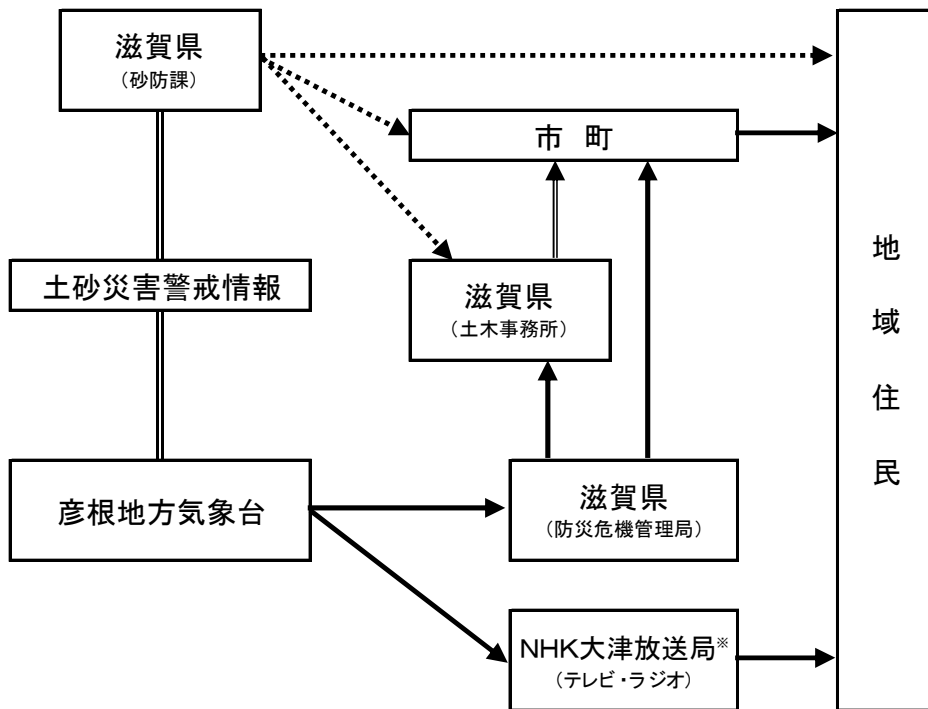 滋賀県
（砂防課）
市 町
土砂災害警戒情報
滋賀県
（土木事務所）
地域住民
彦根地方気象台
滋賀県
（防災危機管理局）
NHK大津放送局※
（テレビ・ラジオ）